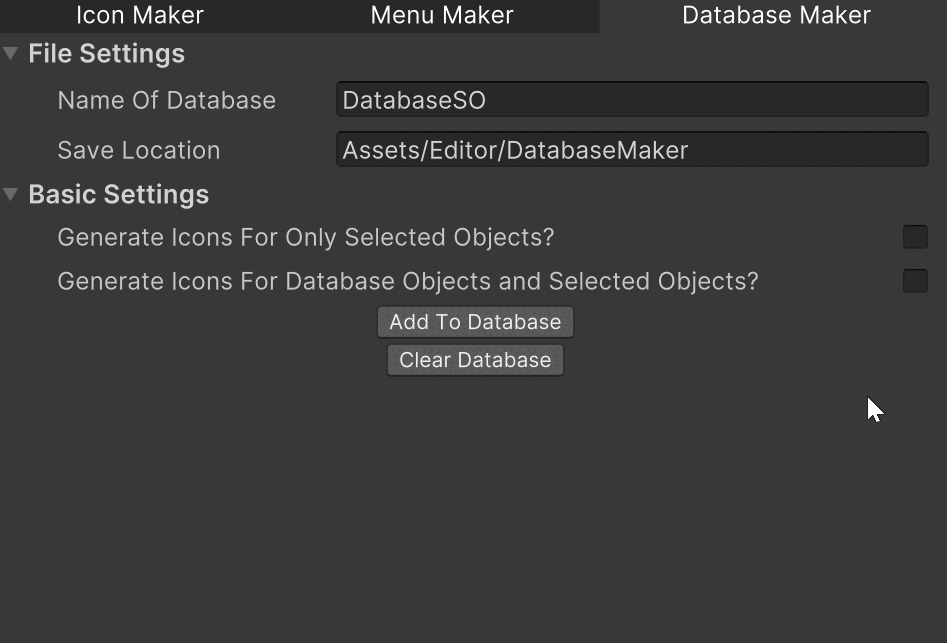 Icon Maker Menu Maker Database Maker
File Settings
Name Of Database DatabaseSO
Save Location Assets/Editor/DatabaseMaker
Basic Settings
Generate Icons For Only Selected Objects?
Generate Icons For Database Objects and Selected Objects?
Add To Database
Clear Database